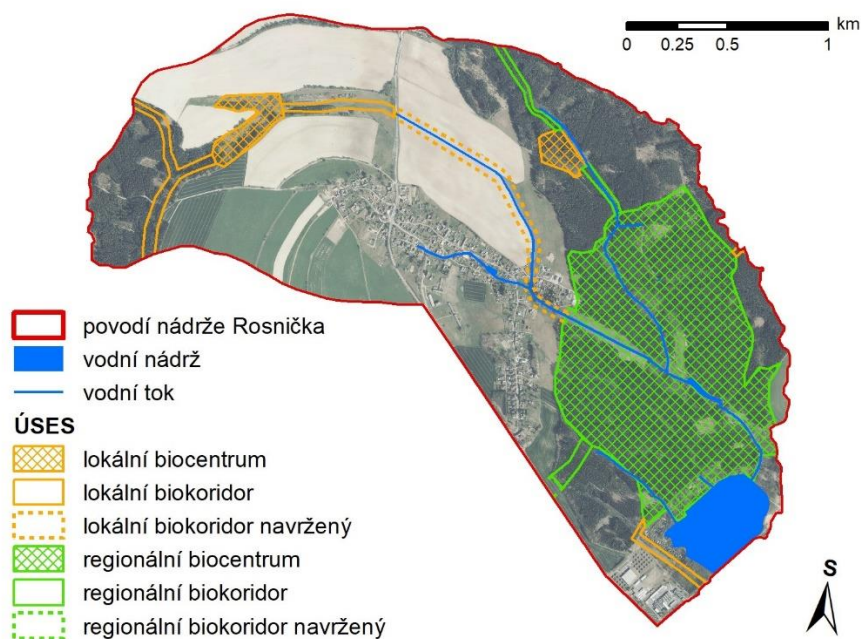 km
0 0.25 0.5 1
povodí nádrže Rosnička
vodní nádrž
vodní tok
ÚSES
lokální biocentrum
lokální biokoridor
lokální biokoridor navržený
regionální biocentrum
regionální biokoridor
regionální biokoridor navržený
S